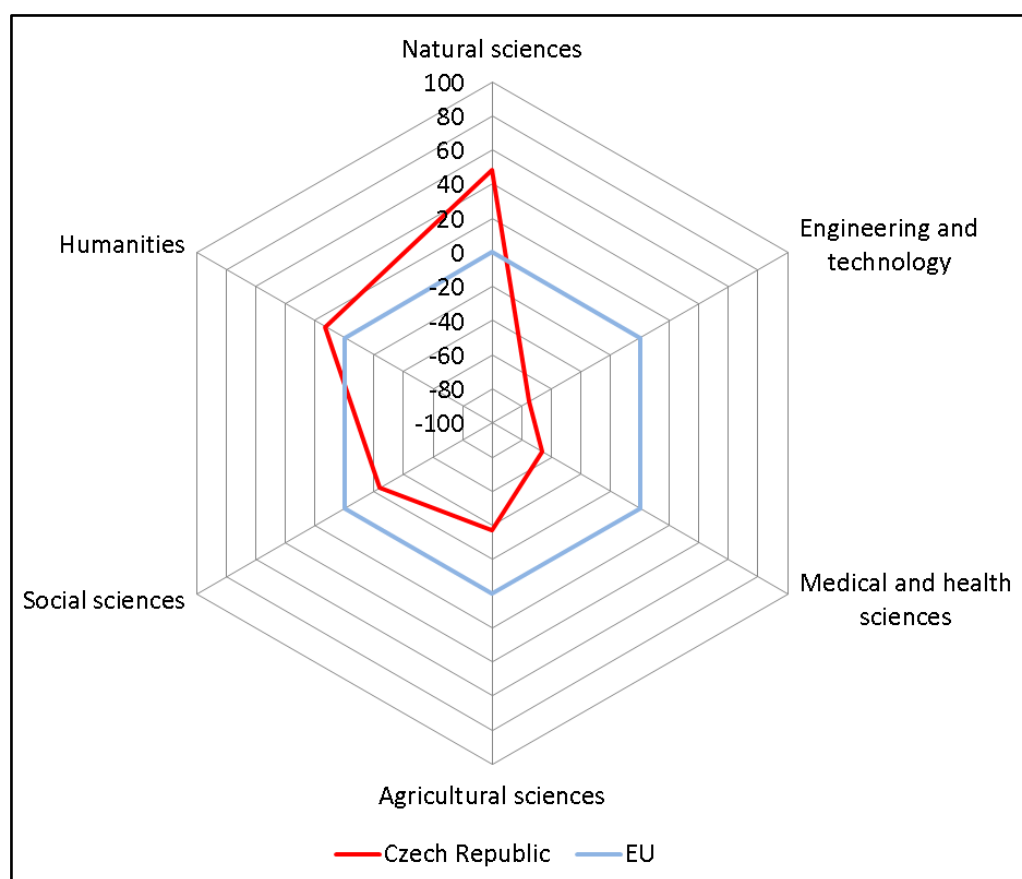 Natural sciences
100
80
60
40
20
0
-20
-40
-60
-80
-100
Engineering and
technology
Medical and health
sciences
Agricultural sciences
Social sciences
Humanities
Czech Republic
EU